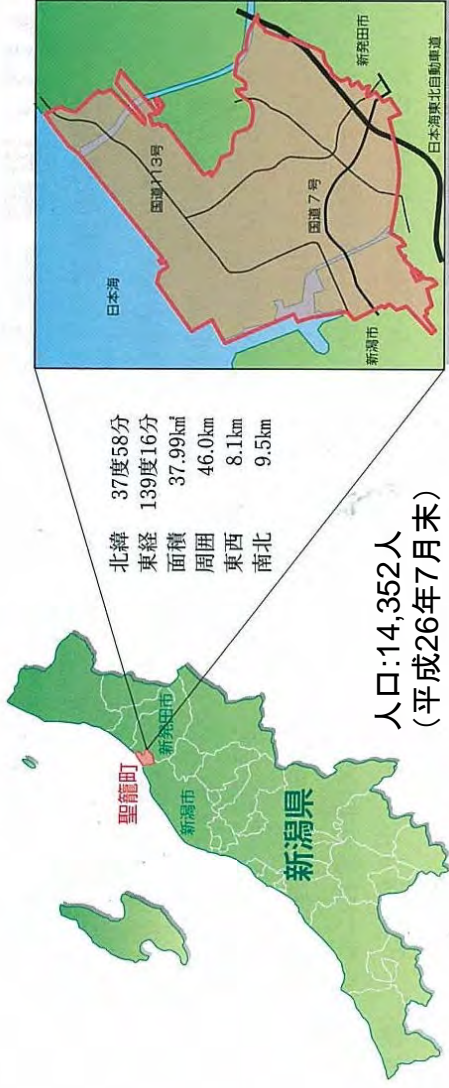 聖籠町
新発田市
新潟市
新潟県
北緯 37度58分
東経 139度16分
面積 37.99k㎡
周囲 46.0km
東西 8.1km
南北 9.5km
人口:14,352人
(平成26年7月末)
日本海
国道113号
国道7号
新発田市
新潟市
日本海東北自動車道